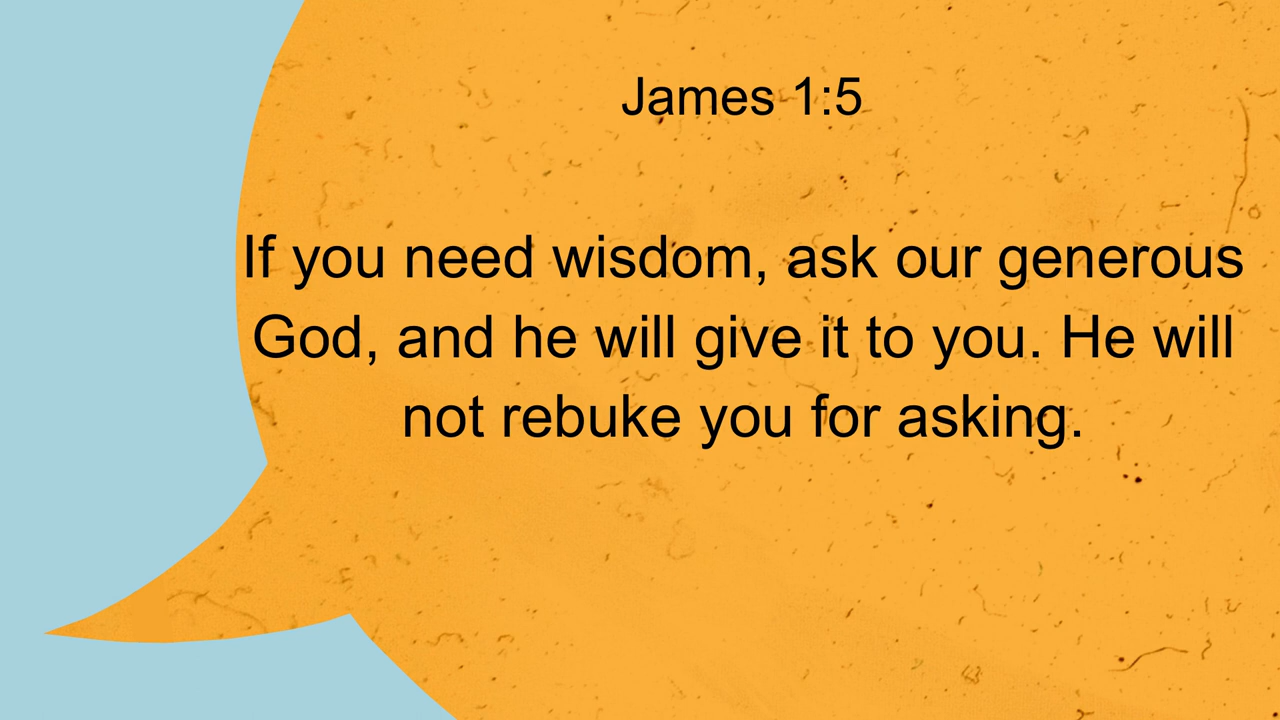 James 1:5
If you need wisdom, ask our generous
God, and he will give it to you. He will
not rebuke you for asking.